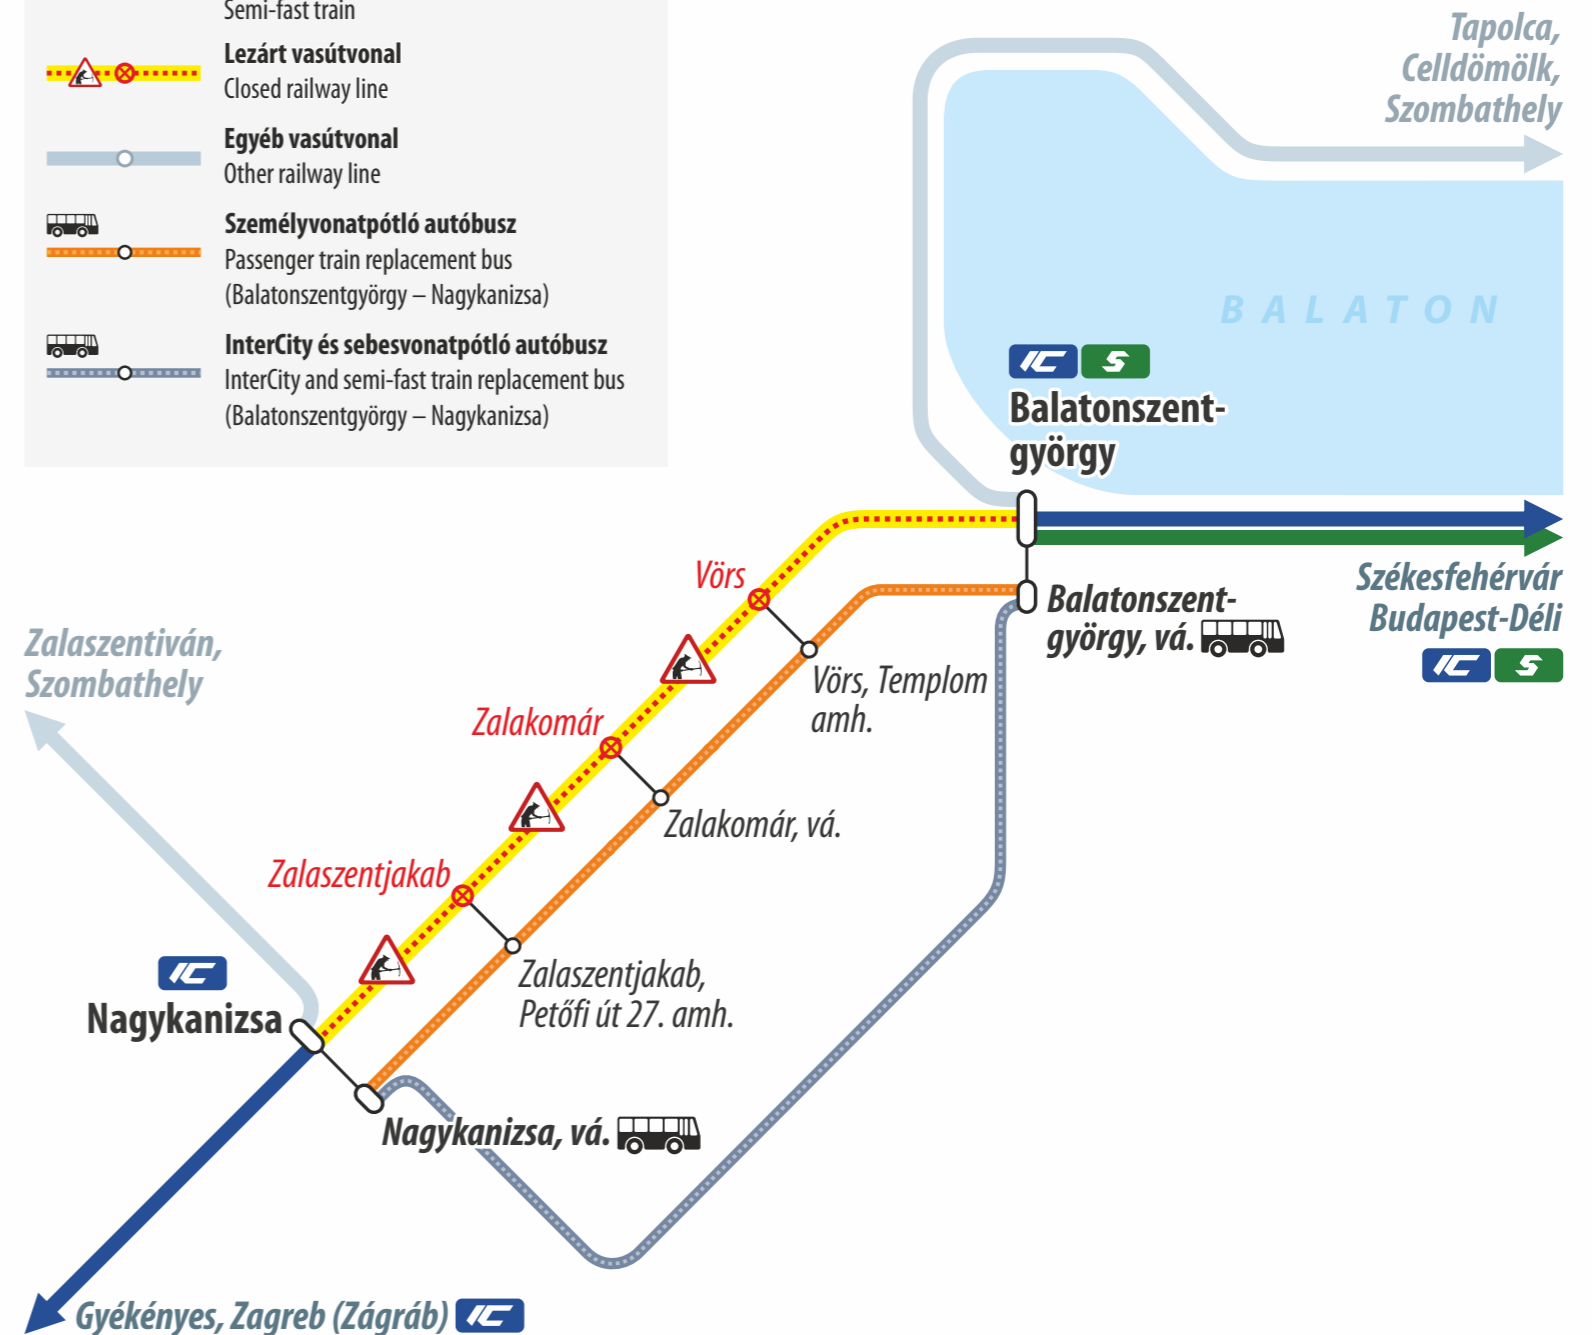 Semi-fast train
Lezárt vasútvonal
Closed railway line
Egyéb vasútvonal
Other railway line
Személyvonatpótló autóbusz
Passenger train replacement bus
(Balatonszentgyörgy – Nagykanizsa)
InterCity és sebesvonatpótló autóbusz
InterCity and semi-fast train replacement bus
(Balatonszentgyörgy – Nagykanizsa)
Tapolca,
Celldömölk,
Szombathely
BALATON
IC S
Balatonszent-
györgy
Székesfehérvár
Budapest-Déli
IC S
Balatonszent-
györgy, vá.
Vörs
Vörs, Templom
amh.
Zalakomár
Zalakomár, vá.
Zalaszentjakab
Zalaszentjakab,
Petőfi út 27. amh.
Zalaszentiván,
Szombathely
IC
Nagykanizsa
Nagykanizsa, vá.
Gyékényes, Zagreb (Zágráb) IC